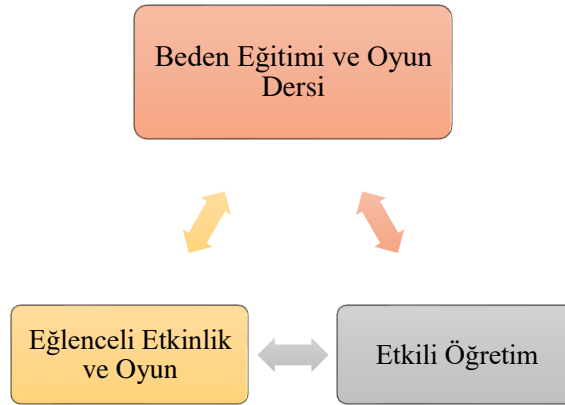 Beden Eğitimi ve Oyun
Dersi
Eğlenceli Etkinlik
ve Oyun
Etkili Öğretim